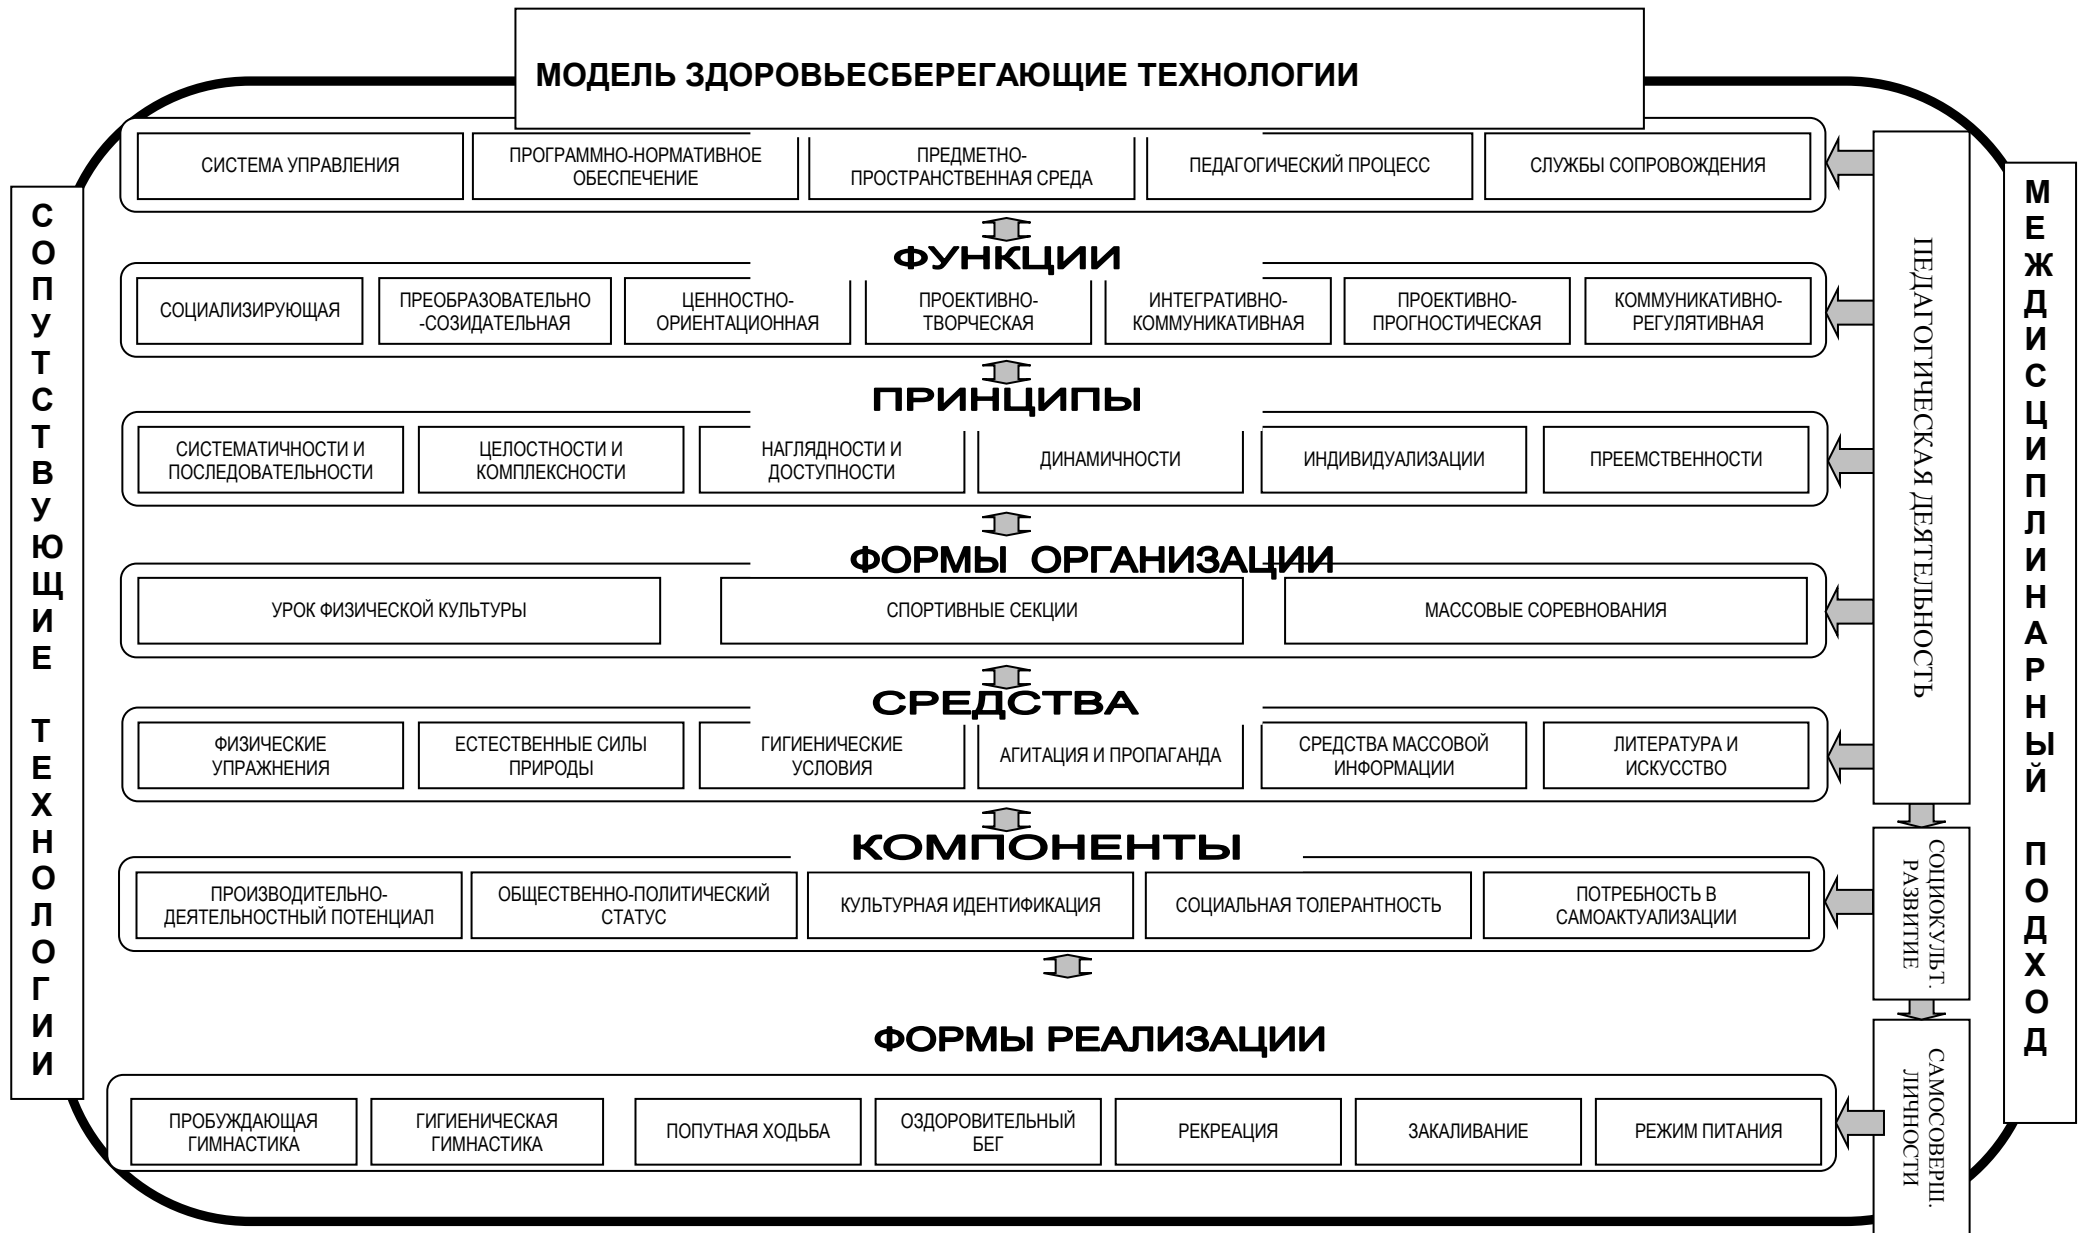 МОДЕЛЬ ЗДОРОВЬЕСБЕРЕГАЮЩИЕ ТЕХНОЛОГИИ
СОПУТСТВУЮЩИЕ ТЕХНОЛОГИИ
СИСТЕМА УПРАВЛЕНИЯ
ПРОГРАММНО-НОРМАТИВНОЕ
ОБЕСПЕЧЕНИЕ
ПРЕДМЕТНО-
ПРОСТРАНСТВЕННАЯ СРЕДА
ПЕДАГОГИЧЕСКИЙ ПРОЦЕСС
СЛУЖБЫ СОПРОВОЖДЕНИЯ
ФУНКЦИИ
СОЦИАЛИЗИРУЮЩАЯ
ПРЕОБРАЗОВАТЕЛЬНО
-СОЗИДАТЕЛЬНАЯ
ЦЕННОСТНО-
ОРИЕНТАЦИОННАЯ
ПРОЕКТИВНО-
ТВОРЧЕСКАЯ
ИНТЕГРАТИВНО-
КОММУНИКАТИВНАЯ
ПРОЕКТИВНО-
ПРОГНОСТИЧЕСКАЯ
КОММУНИКАТИВНО-
РЕГУЛЯТИВНАЯ
ПРИНЦИПЫ
СИСТЕМАТИЧНОСТИ И
ПОСЛЕДОВАТЕЛЬНОСТИ
ЦЕЛОСТНОСТИ И
КОМПЛЕКСНОСТИ
НАГЛЯДНОСТИ И
ДОСТУПНОСТИ
ДИНАМИЧНОСТИ
ИНДИВИДУАЛИЗАЦИИ
ПРЕЕМСТВЕННОСТИ
ФОРМЫ ОРГАНИЗАЦИИ
УРОК ФИЗИЧЕСКОЙ КУЛЬТУРЫ
СПОРТИВНЫЕ СЕКЦИИ
МАССОВЫЕ СОРЕВНОВАНИЯ
СРЕДСТВА
ФИЗИЧЕСКИЕ
УПРАЖНЕНИЯ
ЕСТЕСТВЕННЫЕ СИЛЫ
ПРИРОДЫ
ГИГИЕНИЧЕСКИЕ
УСЛОВИЯ
АГИТАЦИЯ И ПРОПАГАНДА
СРЕДСТВА МАССОВОЙ
ИНФОРМАЦИИ
ЛИТЕРАТУРА И
ИСКУССТВО
КОМПОНЕНТЫ
ПРОИЗВОДИТЕЛЬНО-
ДЕЯТЕЛЬНОСТНЫЙ ПОТЕНЦИАЛ
ОБЩЕСТВЕННО-ПОЛИТИЧЕСКИЙ
СТАТУС
КУЛЬТУРНАЯ ИДЕНТИФИКАЦИЯ
СОЦИАЛЬНАЯ ТОЛЕРАНТНОСТЬ
ПОТРЕБНОСТЬ В
САМОАКТУАЛИЗАЦИИ
ФОРМЫ РЕАЛИЗАЦИИ
ПРОБУЖДАЮЩАЯ
ГИМНАСТИКА
ГИГИЕНИЧЕСКАЯ
ГИМНАСТИКА
ПОПУТНАЯ ХОДЬБА
ОЗДОРОВИТЕЛЬНЫЙ
БЕГ
РЕКРЕАЦИЯ
ЗАКАЛИВАНИЕ
РЕЖИМ ПИТАНИЯ
ПЕДАГОГИЧЕСКАЯ ДЕЯТЕЛЬНОСТЬ
СОЦИОКУЛЬТ.
РАЗВИТИЕ
САМОСОВЕРШ.
ЛИЧНОСТИ
МЕЖДИСЦИПЛИНАРНЫЙ ПОДХОД